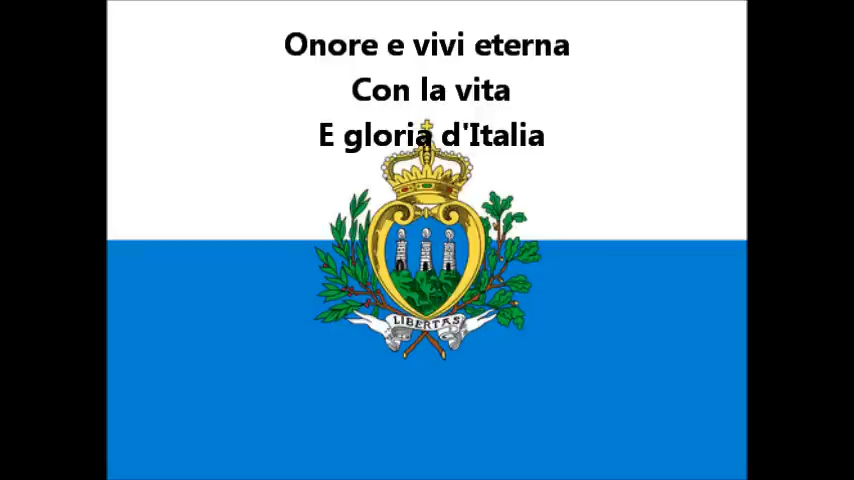 Onore e vivi eterna
Con la vita
E gloria d'Italia
LIBERTAS